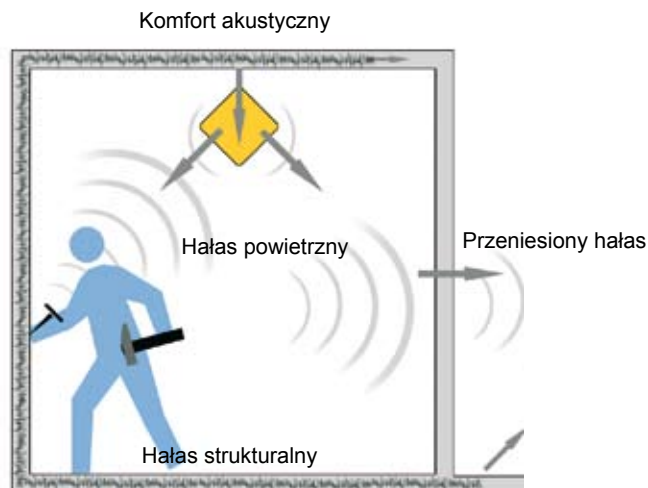 Komfort akustyczny
Hałas powietrzny
Przeniesiony hałas
Hałas strukturalny